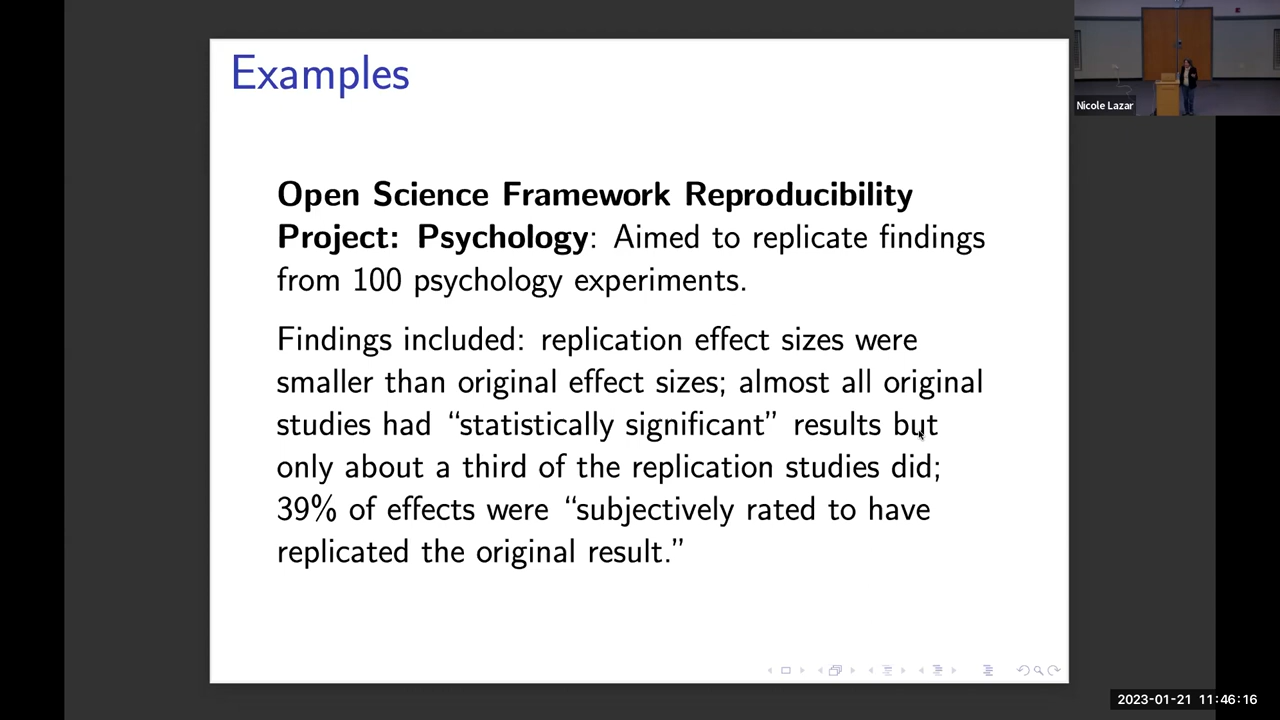 Examples
Nicole Lazar
Open Science Framework Reproducibility
Project: Psychology: Aimed to replicate findings
from 100 psychology experiments.
Findings included: replication effect sizes were
smaller than original effect sizes; almost all original
studies had “statistically significant” results but
only about a third of the replication studies did;
39% of effects were “subjectively rated to have
replicated the original result.”
2023-01-21 11:46:16